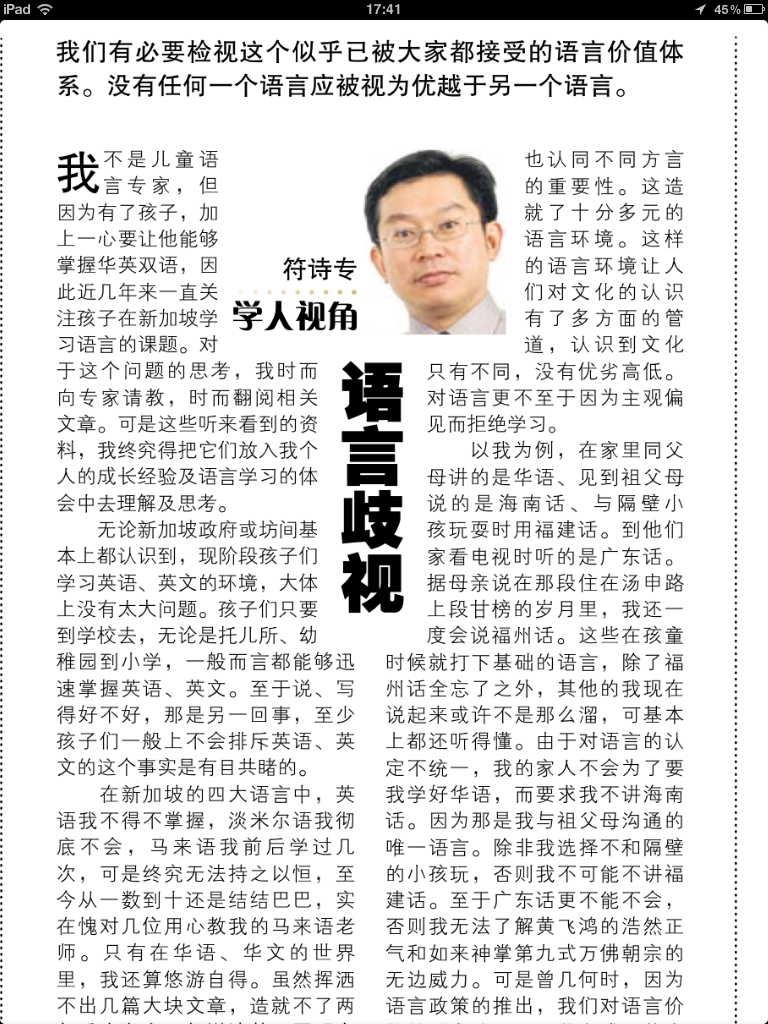 iPad
17:41
45%
我们有必要检视这个似乎已被大家都接受的语言价值体
系。没有任何一个语言应被视为优越于另一个语言。
符诗专
学人视角
语言歧视
我不是儿童语
言专家，但
因为有了孩子，加
上一心要让他能够
掌握华英双语，因
此近几年来一直关
注孩子在新加坡学
习语言的课题。对
于这个问题的思考，我时而
向专家请教，时而翻阅相关
文章。可是这些听来看到的资
料，我终究得把它们放入我个
人的成长经验及语言学习的体
会中去理解及思考。
无论新加坡政府或坊间基
本上都认识到，现阶段孩子们
学习英语、英文的环境，大体
上没有太大问题。孩子们只要
到学校去，无论是托儿所、幼
稚园到小学，一般而言都能够迅
速掌握英语、英文。至于说、写
得好不好，那是另一回事，至少
孩子们一般上不会排斥英语、英
文的这个事实是有目共睹的。
在新加坡的四大语言中，英
语我不得不掌握，淡米尔语我彻
底不会，马来语我前后学过几
次，可是终究无法持之以恒，至
今从一数到十还是结结巴巴，实
在愧对几位用心教我的马来语老
师。只有在华语、华文的世界
里，我还算悠游自得。虽然挥洒
不出几篇大块文章，造就不了两
也认同不同方言
的重要性。这造
就了十分多元的
语言环境。这样
的语言环境让人
们对文化的认识
有了多方面的管
道，认识到文化
只有不同，没有优劣高低。
对语言更不至于因为主观偏
见而拒绝学习。
以我为例，在家里同父
母讲的是华语、见到祖父母
说的是海南话、与隔壁小
孩玩耍时用福建话。到他们
家看电视时听的是广东话。
据母亲说在那段住在汤申路
上段甘榜的岁月里，我还一
度会说福州话。这些在孩童
时候就打下基础的语言，除了福
州话全忘了之外，其他的我现在
说起来或许不是那么溜，可基本
上都还听得懂。由于对语言的认
定不统一，我的家人不会为了要
我学好华语，而要求我不讲海南
话。因为那是我与祖父母沟通的
唯一语言。除非我选择不和隔壁
的小孩玩，否则我不可能不讲福
建话。至于广东话更不能不会，
否则我无法了解黄飞鸿的浩然正
气和如来神掌第九式万佛朝宗的
无边威力。可是曾几何时，因为
语言政策的推出，我们对语言价